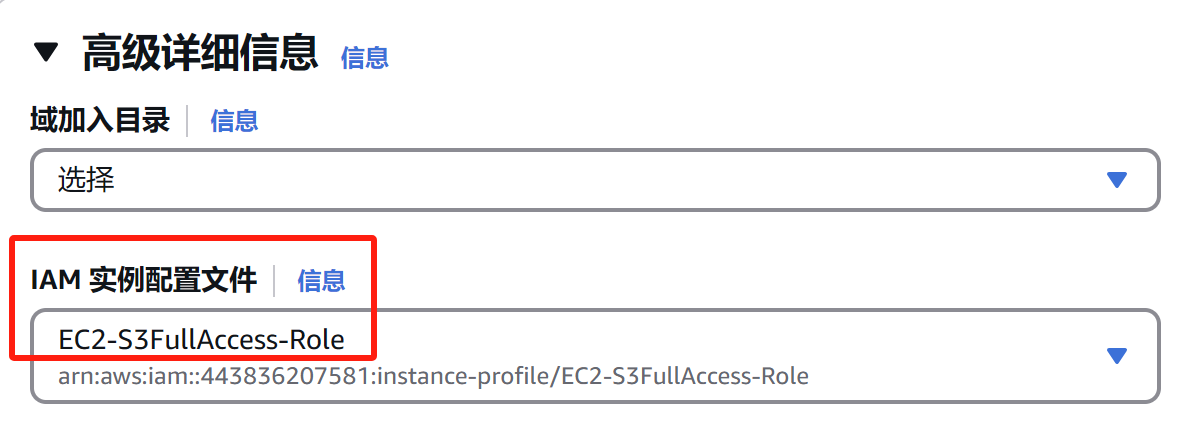 高级详细信息 信息
域加入目录 信息
选择
IAM 实例配置文件 信息
EC2-S3FullAccess-Role
arn:aws:iam::443836207581:instance-profile/EC2-S3FullAccess-Role